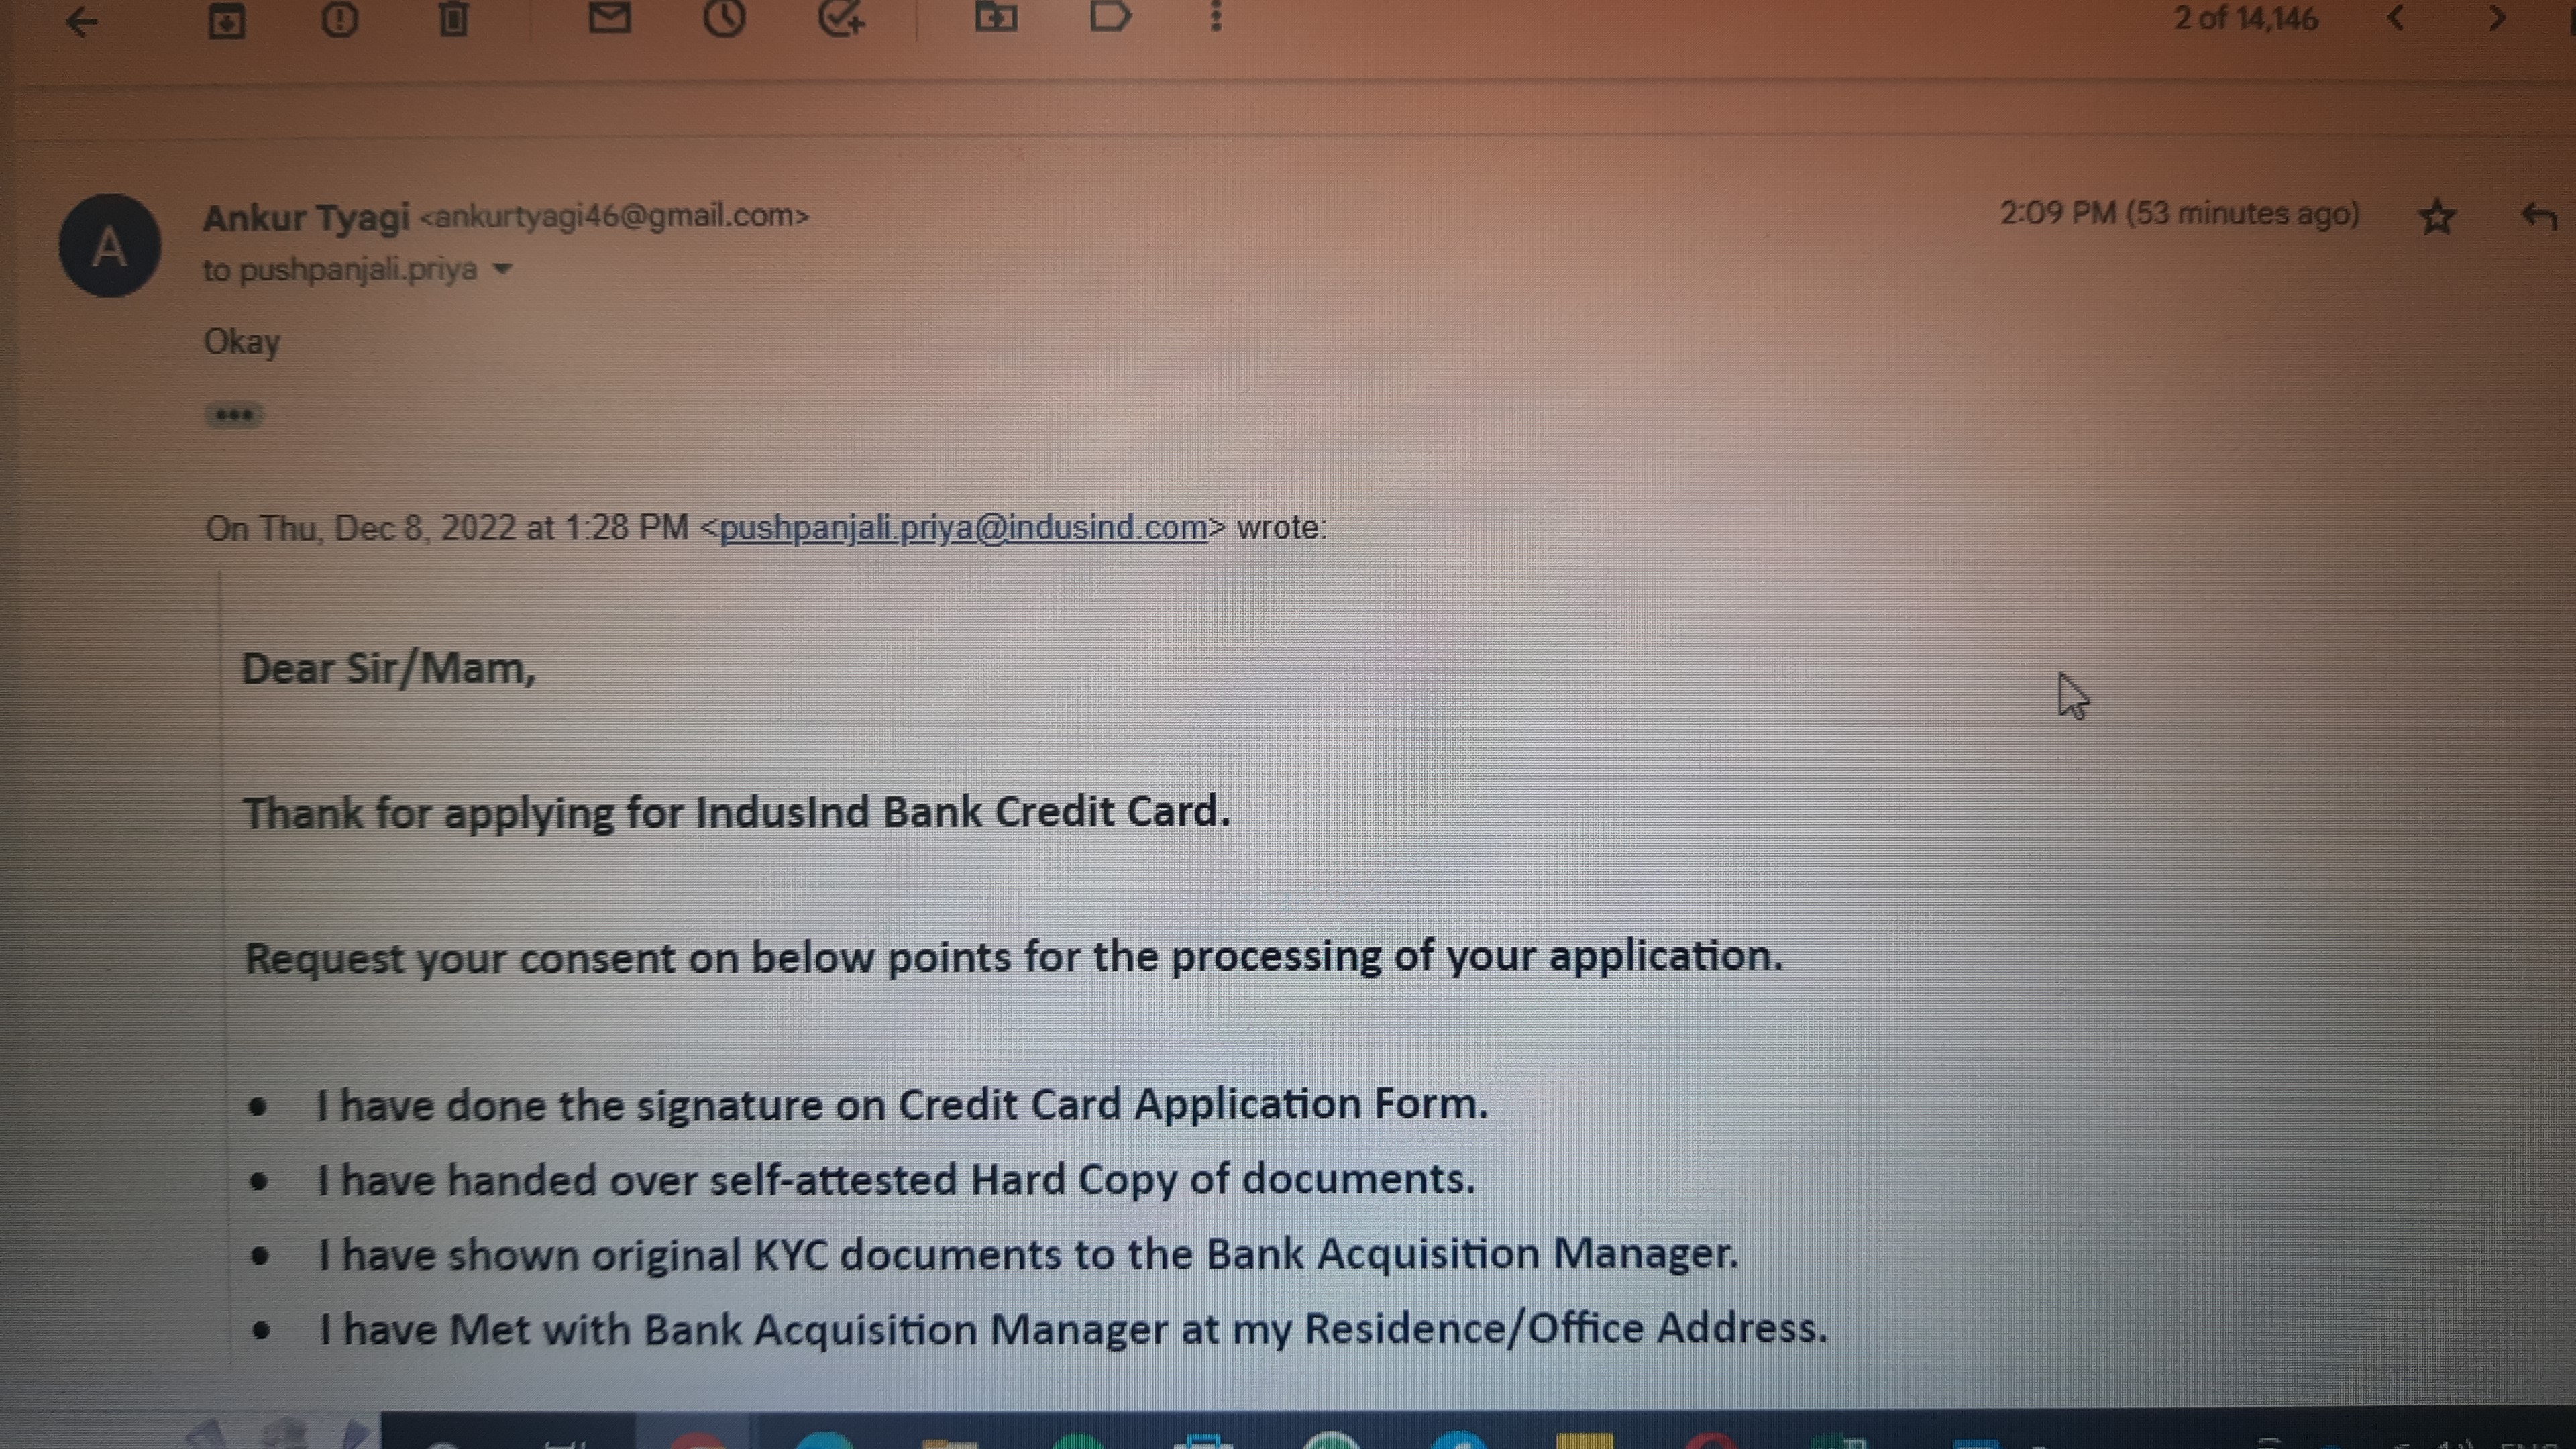 2 of 14,146
Ankur Tyagi <ankurtyagi46@gmail.com>
2:09 PM (53 minutes ago)
to pushpanjali.priya
A
Okay
On Thu, Dec 8, 2022 at 1:28 PM <pushpanjali.priya@indusind.com> wrote:
Dear Sir/Mam,
Thank for applying for IndusInd Bank Credit Card.
Request your consent on below points for the processing of your application.
• I have done the signature on Credit Card Application Form.
• I have handed over self-attested Hard Copy of documents.
• I have shown original KYC documents to the Bank Acquisition Manager.
• I have Met with Bank Acquisition Manager at my Residence/Office Address.